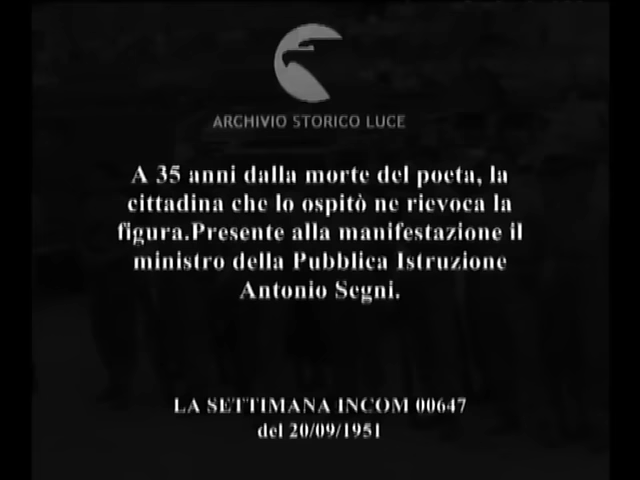 ARCHIVIO STORICO LUCE
A 35 anni dalla morte del poeta, la
cittadina che lo ospitò ne rievoca la
figura.Presente alla manifestazione il
ministro della Pubblica Istruzione
Antonio Segni.
LA SETTIMANA INCOM 00647
del 20/09/1951